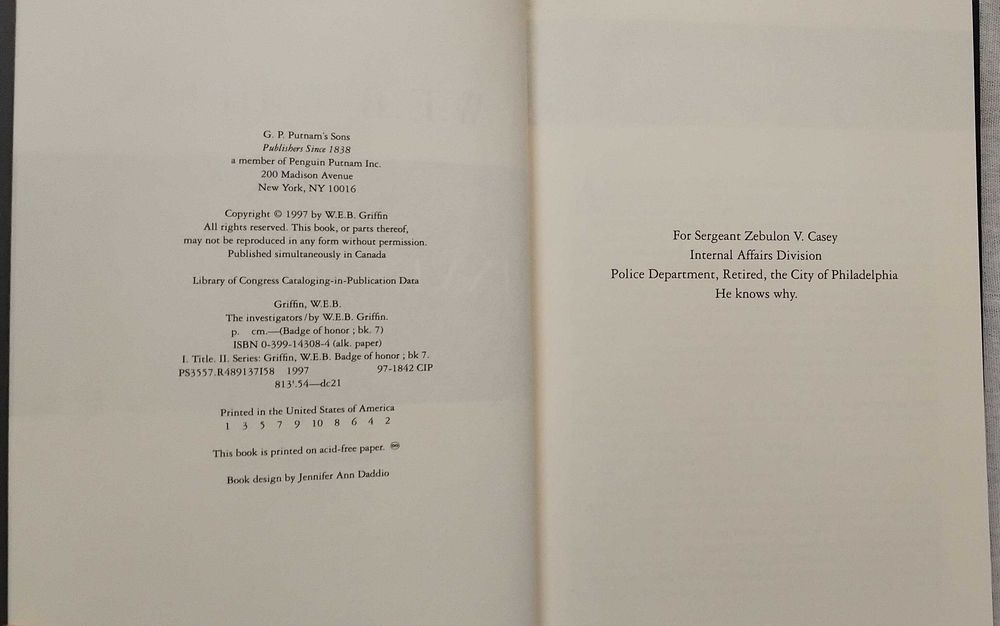 G. P. Putnam's Sons
Publishers Since 1838
a member of Penguin Putnam Inc.
200 Madison Avenue
New York, NY 10016
Copyright © 1997 by W.E.B. Griffin
All rights reserved. This book, or parts thereof,
may not be reproduced in any form without permission.
Published simultaneously in Canada
Library of Congress Cataloging-in-Publication Data
Griffin, W.E.B.
The investigators/by W.E.B. Griffin.
p. cm.—(Badge of honor ; bk. 7)
ISBN 0-399-14308-4 (alk. paper)
I. Title. II. Series: Griffin, W.E.B. Badge of honor ; bk 7.
PS3557.R489137I58 1997 97-1842 CIP
813'.54—dc21
Printed in the United States of America
1 3 5 7 9 10 8 6 4 2
This book is printed on acid-free paper. ♾
Book design by Jennifer Ann Daddio
For Sergeant Zebulon V. Casey
Internal Affairs Division
Police Department, Retired, the City of Philadelphia
He knows why.